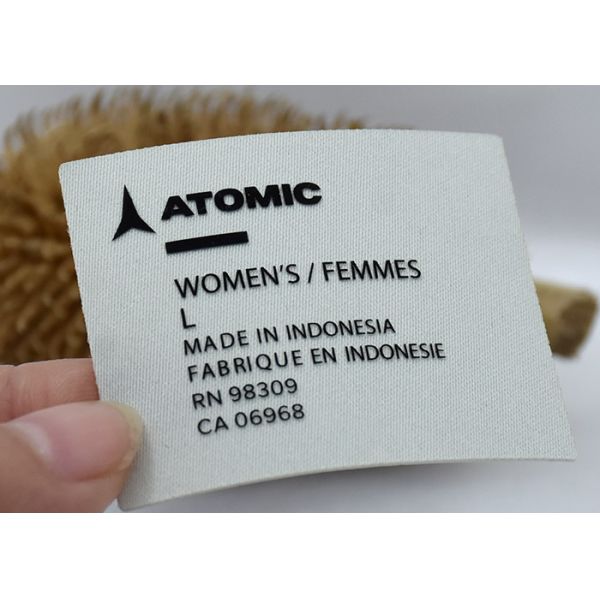 ATOMIC
WOMEN'S / FEMMES
L
MADE IN INDONESIA
FABRIQUE EN INDONESIE
RN 98309
CA 06968